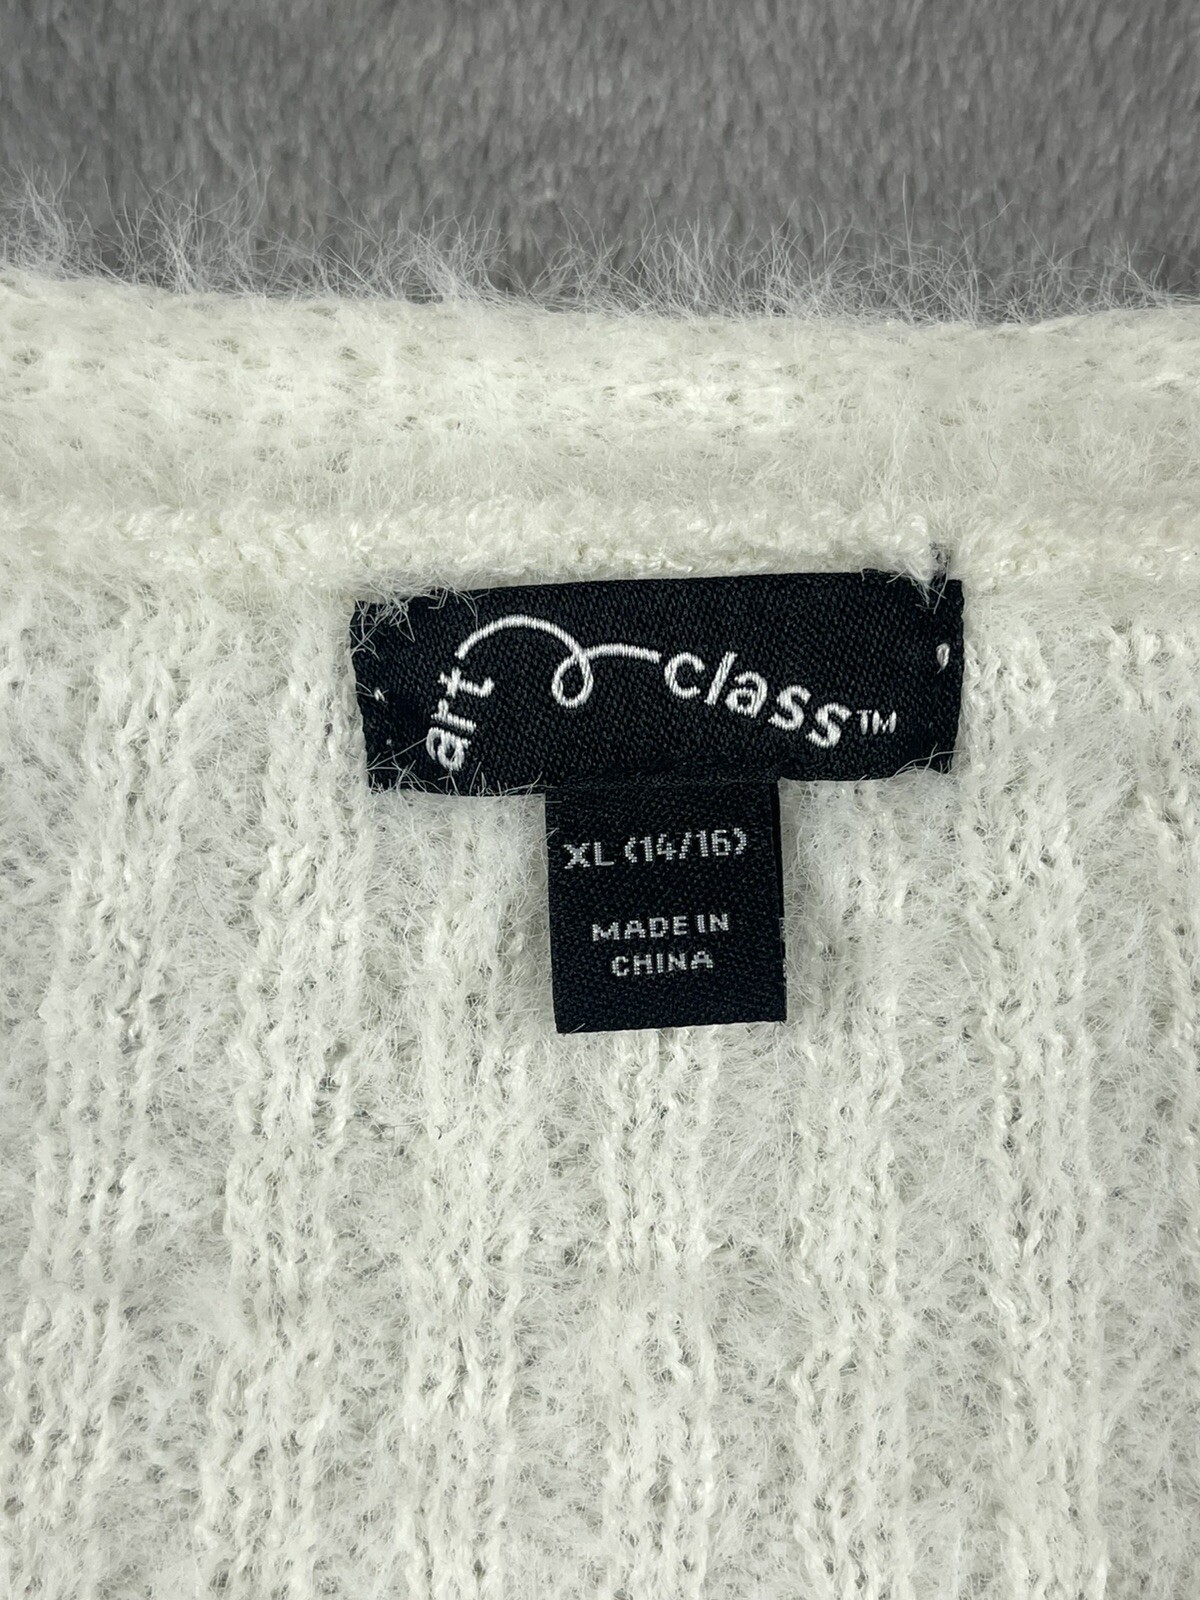 art class™
XL (14/16)
MADE IN
CHINA